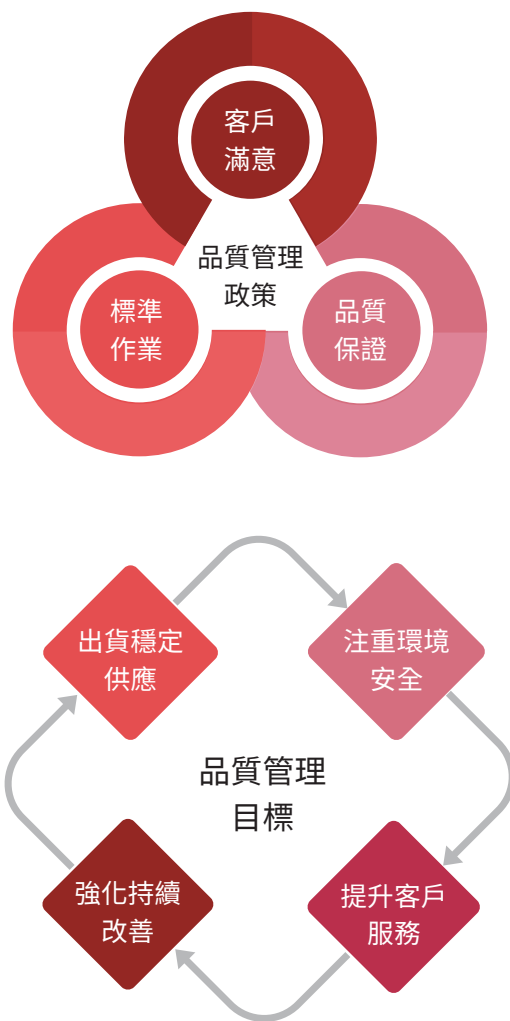 客戶
滿意
品質管理
政策
標準
作業
品質
保證
出貨穩定
供應
注重環境
安全
品質管理
目標
強化持續
改善
提升客戶
服務